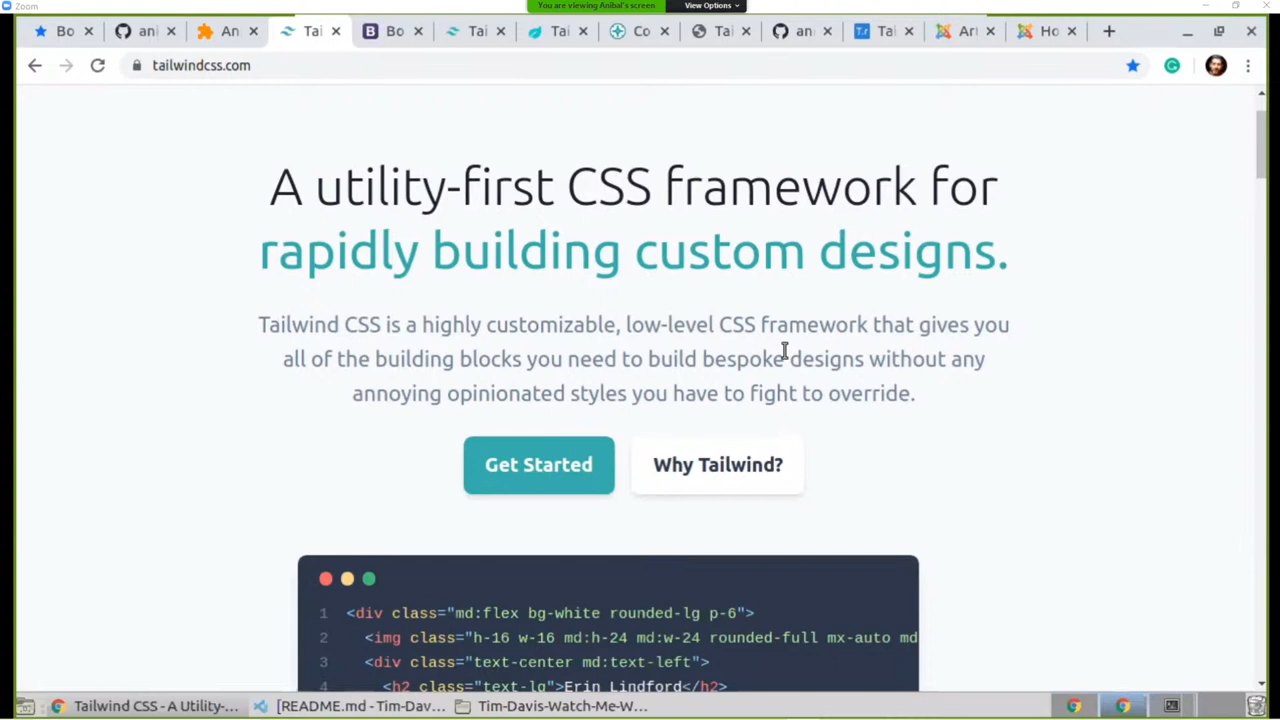 Zoom
You are viewing Anibal's screen
View Options
Bo
ani
An
Tai
Bo
Tai
Tai
Co
Tai
an
Tai
Ar
Ho
tailwindcss.com
A utility-first CSS framework for
rapidly building custom designs.
Tailwind CSS is a highly customizable, low-level CSS framework that gives you
all of the building blocks you need to build bespoke designs without any
annoying opinionated styles you have to fight to override.
Get Started
Why Tailwind?
1 <div class="md:flex bg-white rounded-lg p-6">
2 <img class="h-16 w-16 md:h-24 md:w-24 rounded-full mx-auto md
3 <div class="text-center md:text-left">
4 <h2 class="text-lg">Erin Lindford</h2>
Tailwind CSS - A Utility-...
[README.md - Tim-Dav...
Tim-Davis-Watch-Me-W...